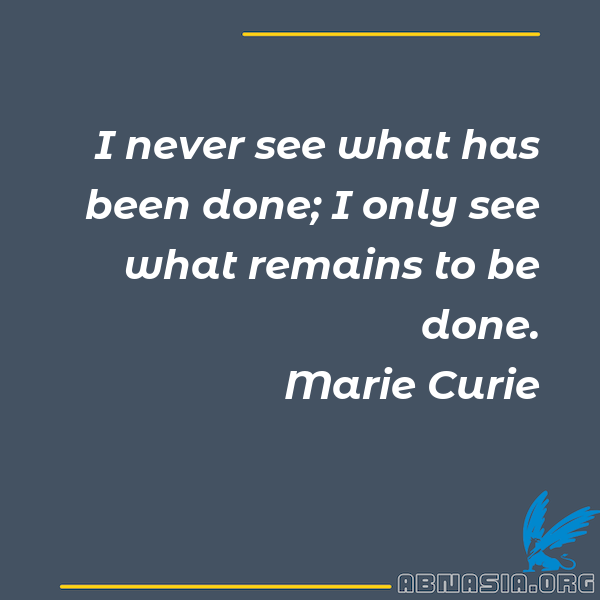 I never see what has
been done; I only see
what remains to be
done.
Marie Curie
ABNASIA.ORG